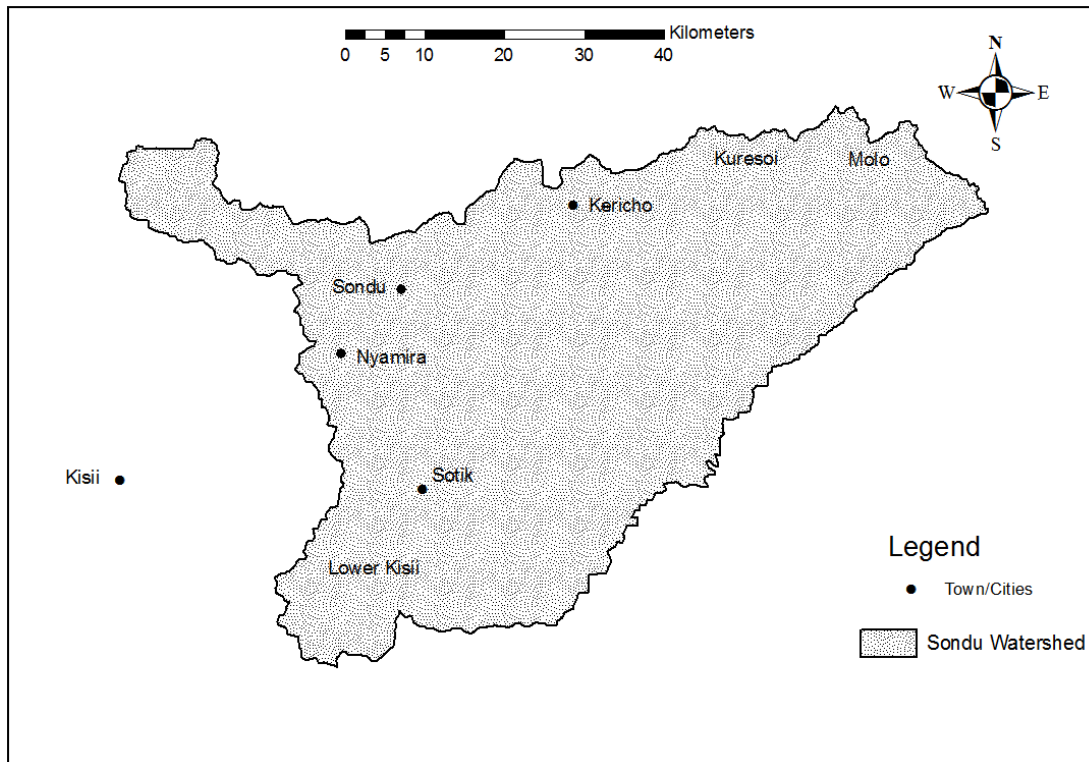 Kilometers
0 5 10 20 30 40
N
W E
S
Kuresoi Molo
Kericho
Sondu
Nyamira
Kisii
Sotik
Lower Kisii
Legend
Town/Cities
Sondu Watershed